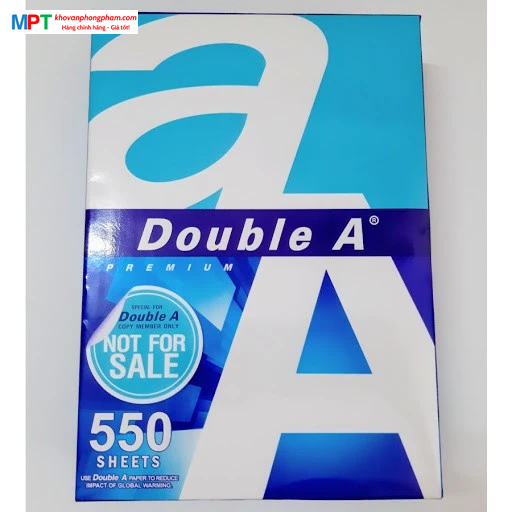 MPT khovanphongpham.com
Hàng chính hãng - Giá tốt!
a
Double A®
PREMIUM
A
SPECIAL FOR
Double A
COPY MEMBER ONLY
NOT FOR
SALE
550
SHEETS
USE Double A PAPER TO REDUCE
IMPACT OF GLOBAL WARMING.